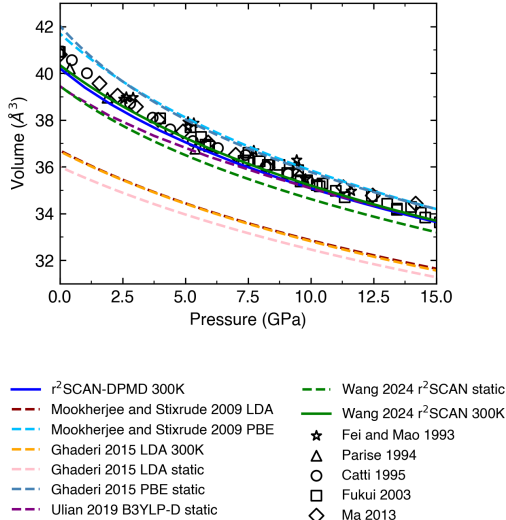 42
40
38
36
34
32
Volume (Å³)
0.0 2.5 5.0 7.5 10.0 12.5 15.0
Pressure (GPa)
r²SCAN-DPMD 300K
Mookherjee and Stixrude 2009 LDA
Mookherjee and Stixrude 2009 PBE
Ghaderi 2015 LDA 300K
Ghaderi 2015 LDA static
Ghaderi 2015 PBE static
Ulian 2019 B3YLP-D static
Wang 2024 r²SCAN static
Wang 2024 r²SCAN 300K
Fei and Mao 1993
Parise 1994
Catti 1995
Fukui 2003
Ma 2013